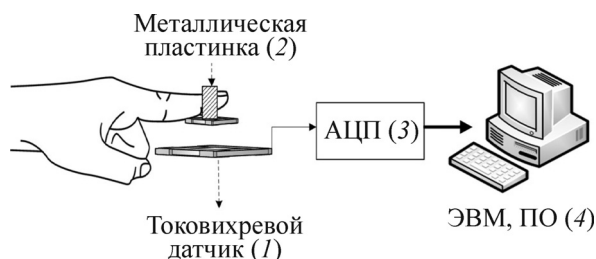 Металлическая
пластинка (2)
АЦП (3)
ЭВМ, ПО (4)
Токовихревой
датчик (1)